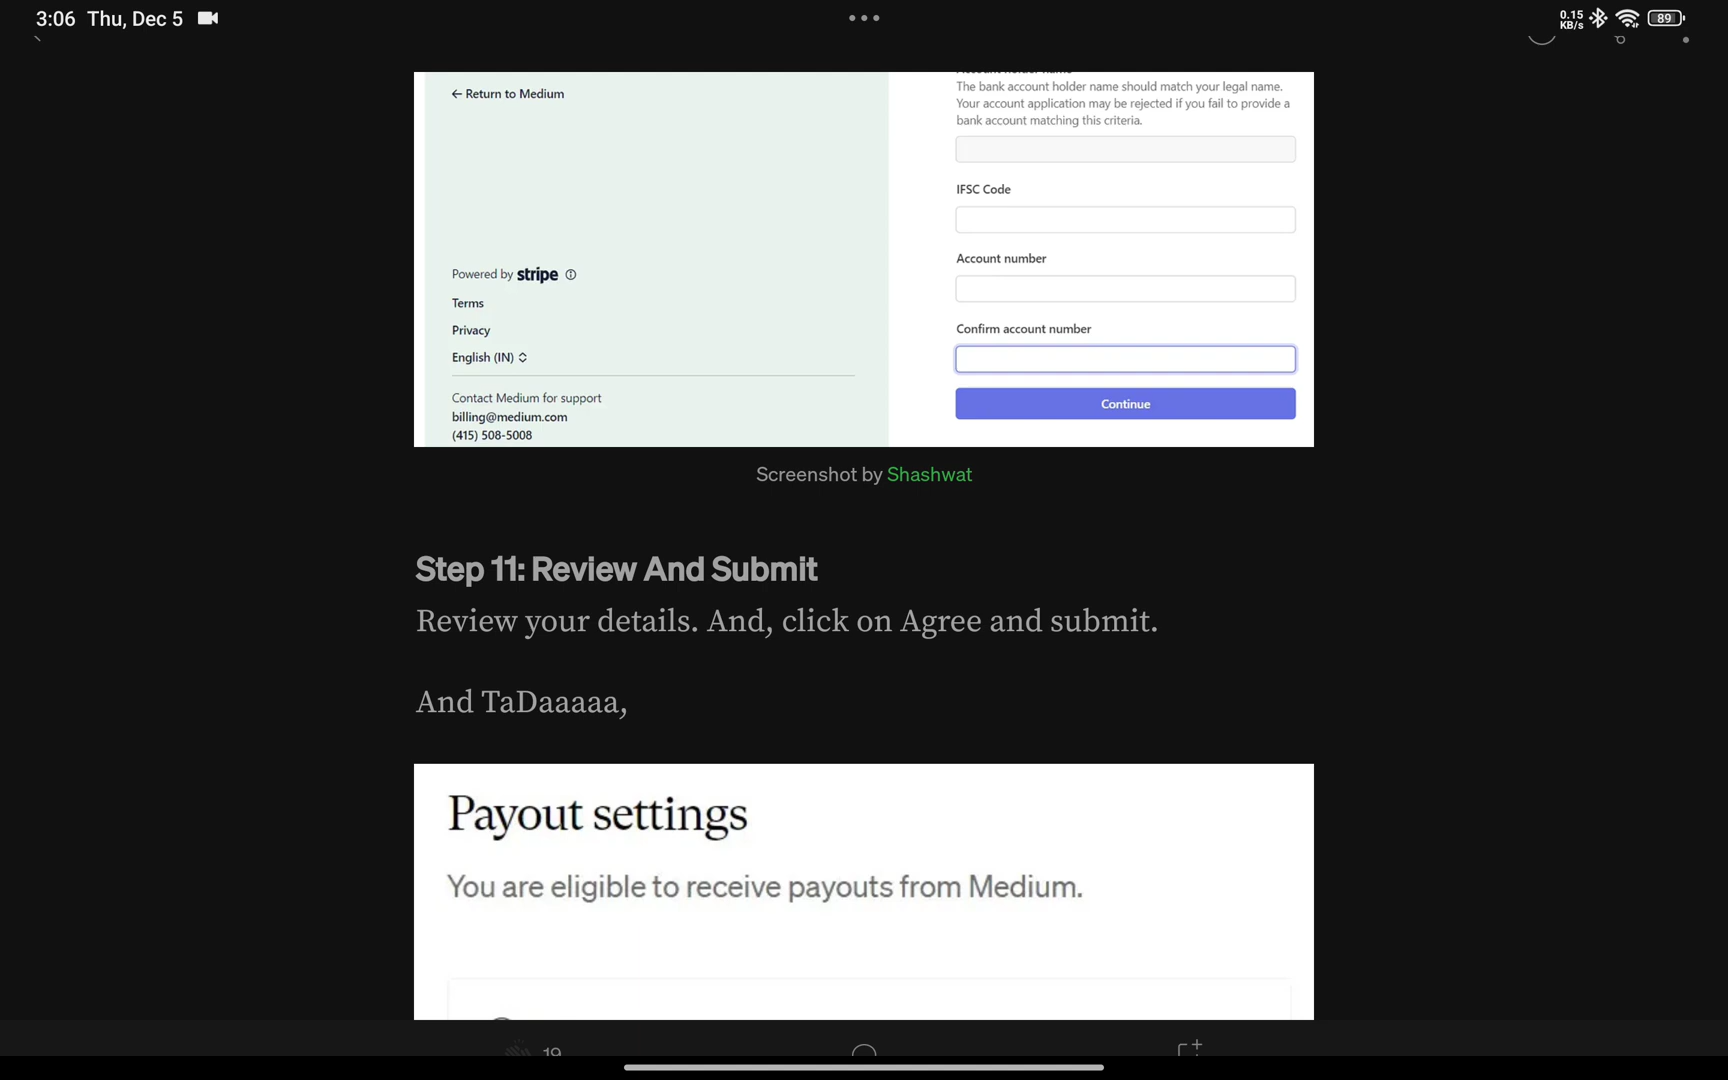 3:06 Thu, Dec 5
0.15
KB/s
89
← Return to Medium
The bank account holder name should match your legal name.
Your account application may be rejected if you fail to provide a
bank account matching this criteria.
IFSC Code
Account number
Confirm account number
Continue
Powered by stripe
Terms
Privacy
English (IN)
Contact Medium for support
billing@medium.com
(415) 508-5008
Screenshot by Shashwat
Step 11: Review And Submit
Review your details. And, click on Agree and submit.
And TaDaaaaa,
Payout settings
You are eligible to receive payouts from Medium.
19